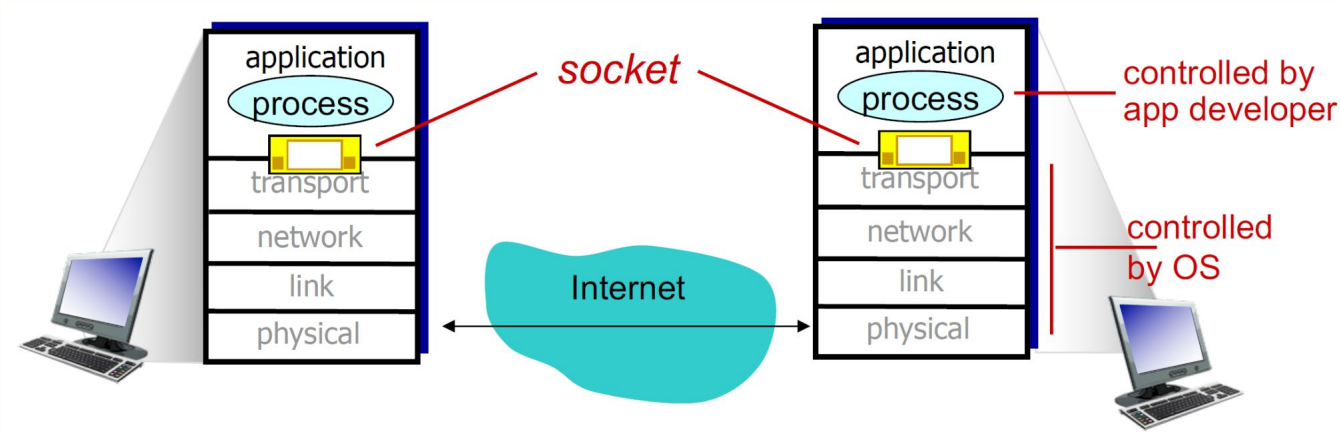 application
process
transport
network
link
physical
socket
Internet
application
process
transport
network
link
physical
controlled by
app developer
controlled
by OS